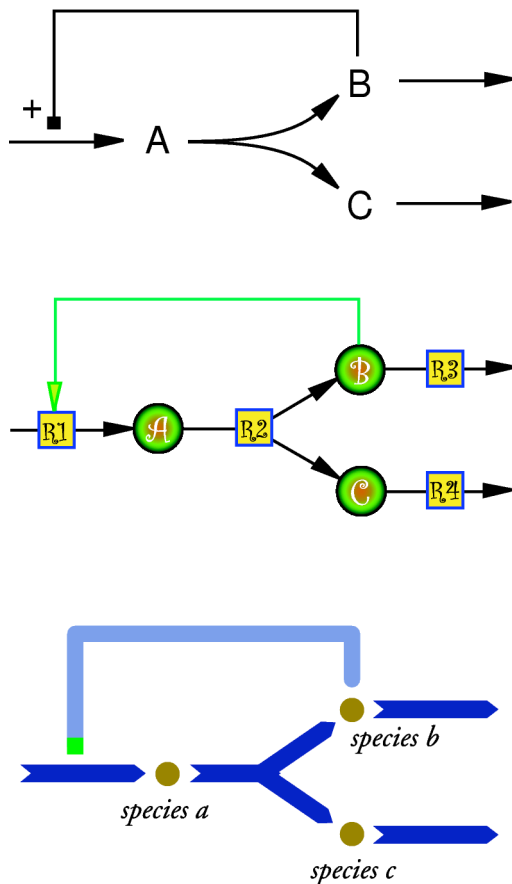 B
+
A
C
B
R3
R1
A
R2
C
R4
species b
species a
species c